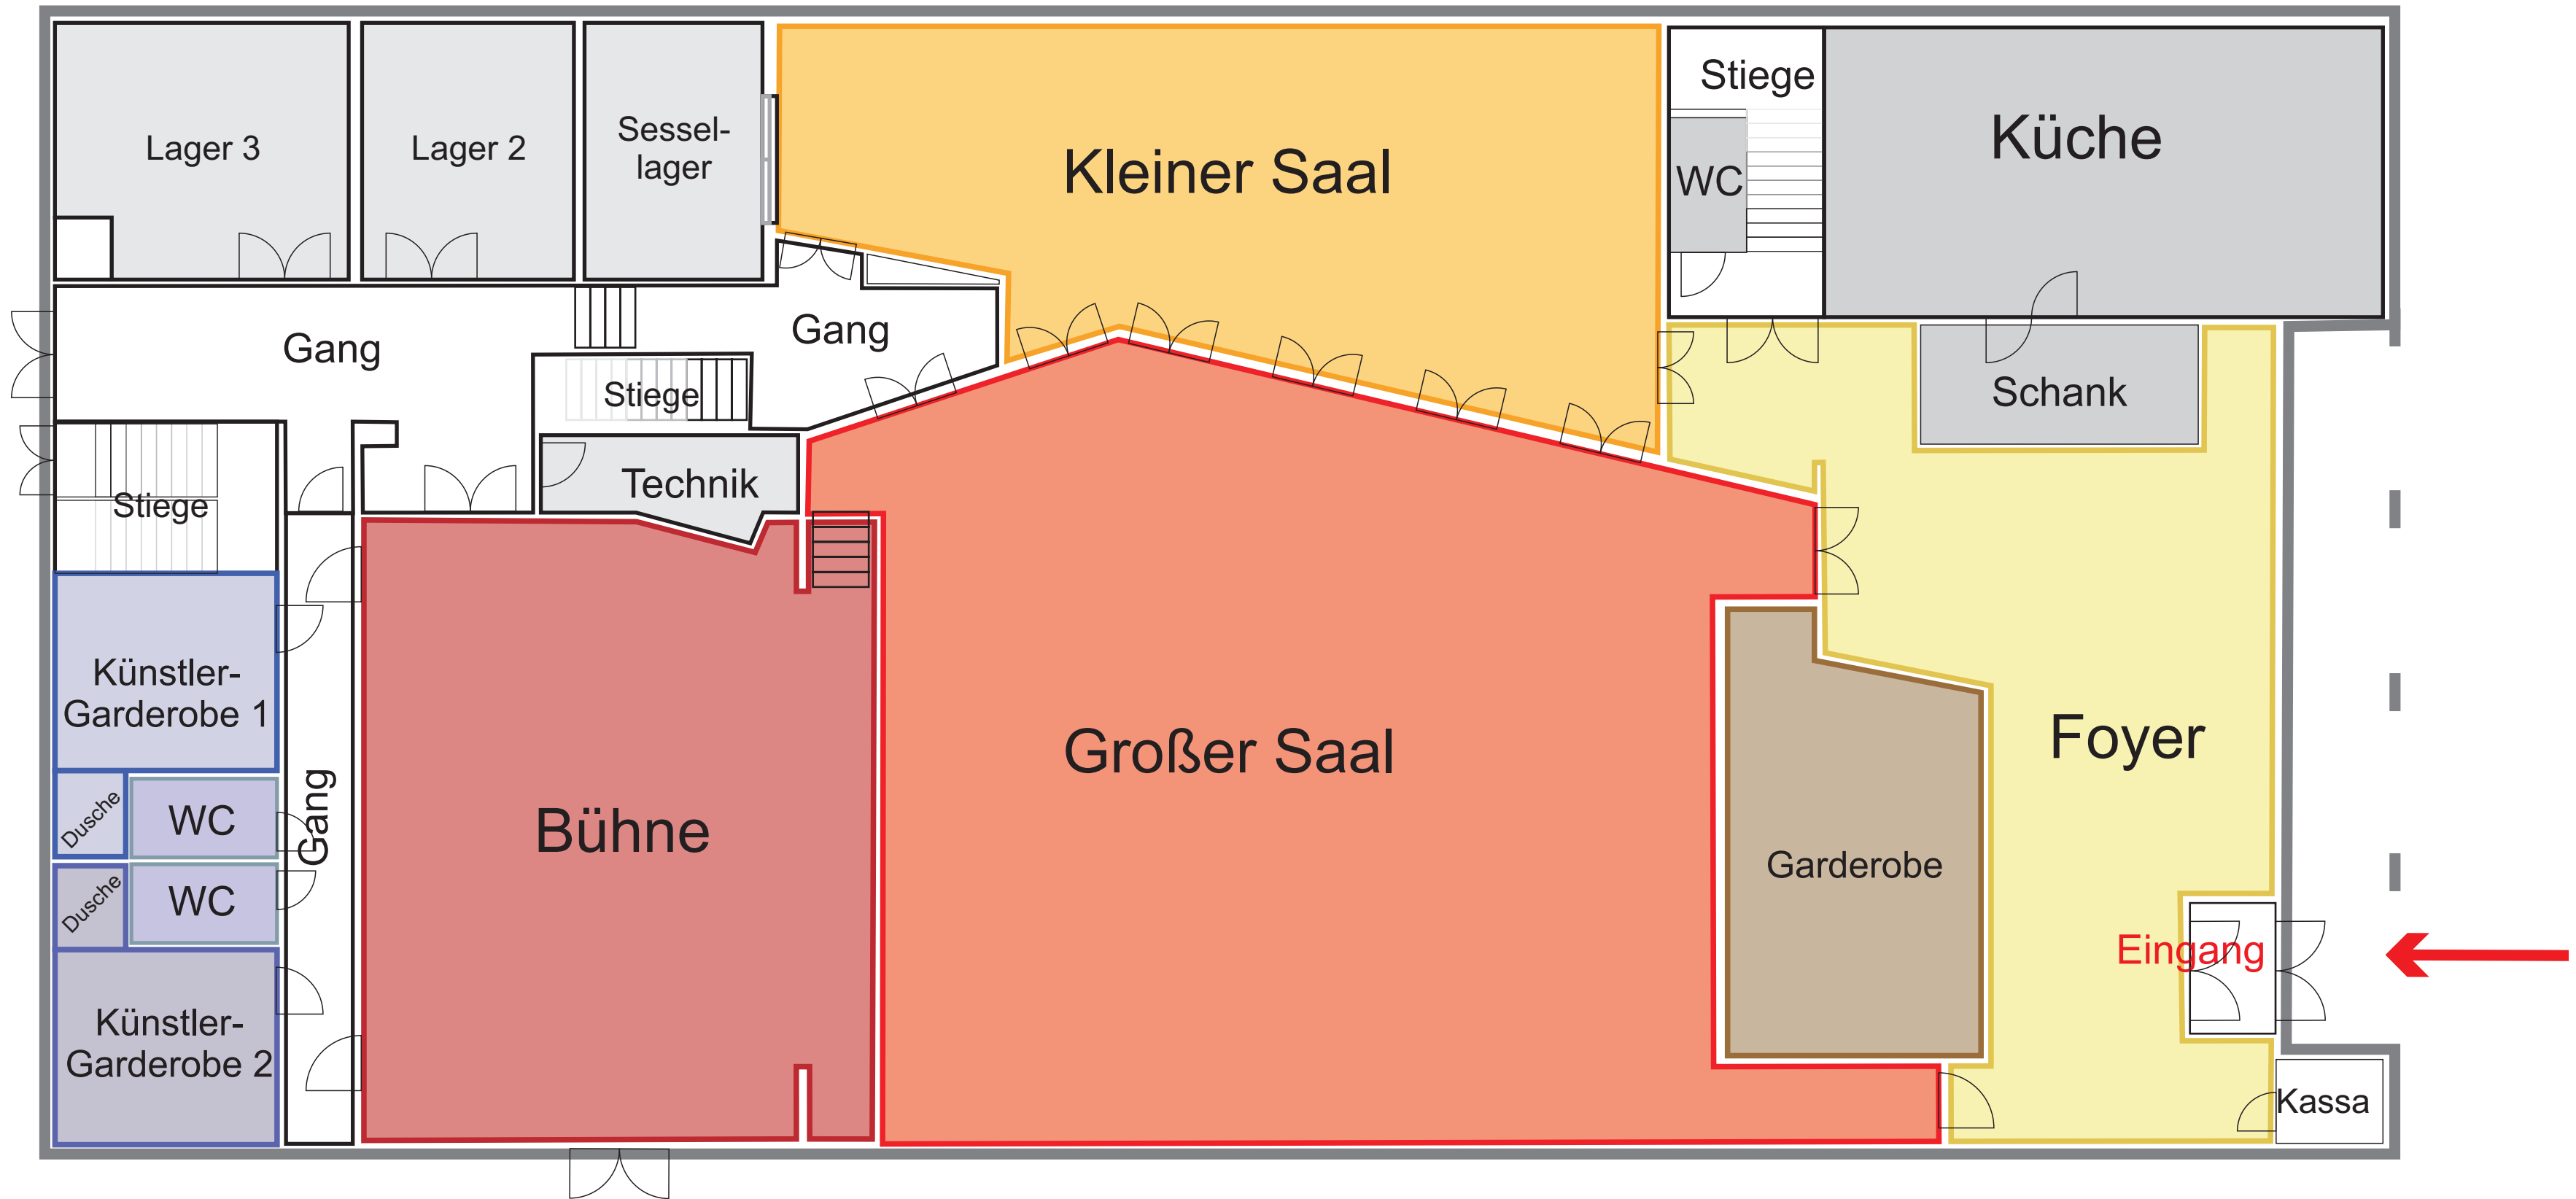 Lager 3
Lager 2
Sessel-
lager
Kleiner Saal
Stiege
WC
Küche
Gang
Gang
Stiege
Schank
Technik
Stiege
Künstler-
Garderobe 1
Dusche
WC
Dusche
WC
Gang
Künstler-
Garderobe 2
Bühne
Großer Saal
Garderobe
Foyer
Eingang
Kassa